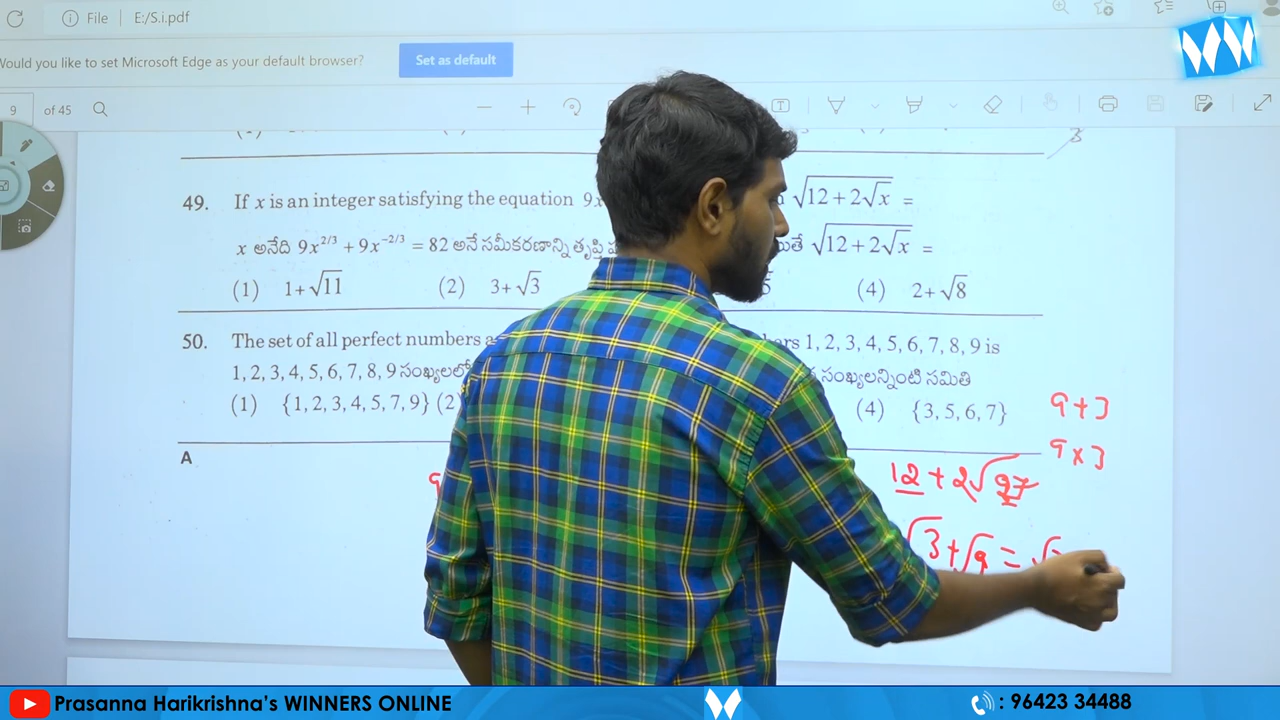 File E:/S.i.pdf
Would you like to set Microsoft Edge as your default browser? Set as default
9 of 45
49. If x is an integer satisfying the equation 9x √(12+2√x) =
x అనేది 9x^{2/3} + 9x^{-2/3} = 82 అనే సమీకరణాన్ని తృప్తి √(12+2√x) =
(1) 1+√11 (2) 3+√3 (4) 2+√8
50. The set of all perfect numbers 1, 2, 3, 4, 5, 6, 7, 8, 9 is
1, 2, 3, 4, 5, 6, 7, 8, 9 సంఖ్యలలో సంఖ్యలన్నింటి సమితి
(1) {1, 2, 3, 4, 5, 7, 9} (2) (4) {3, 5, 6, 7}
9+3
9×3
A
12+2√27
√3+√9=
Prasanna Harikrishna's WINNERS ONLINE : 96423 34488